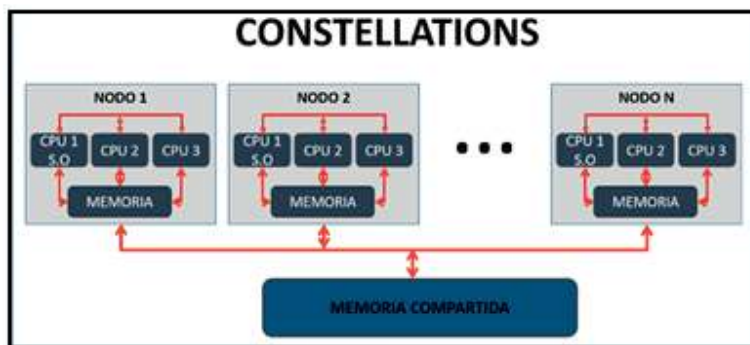 CONSTELLATIONS
NODO 1
CPU 1
S.O
CPU 2
CPU 3
MEMORIA
NODO 2
CPU 1
S.O
CPU 2
CPU 3
MEMORIA
NODO N
CPU 1
S.O
CPU 2
CPU 3
MEMORIA
MEMORIA COMPARTIDA